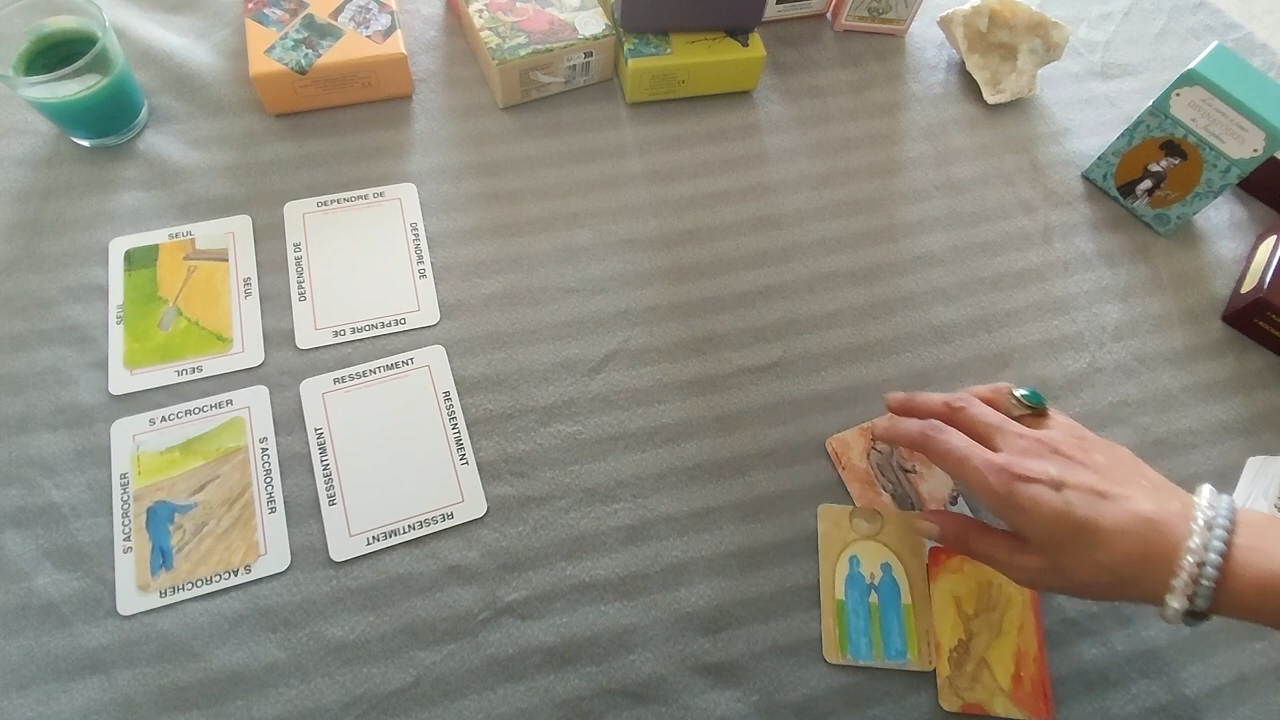 SEUL
SEUL
SEUL
SEUL
DEPENDRE DE
DEPENDRE DE
DEPENDRE DE
DEPENDRE DE
S'ACCROCHER
S'ACCROCHER
S'ACCROCHER
S'ACCROCHER
RESSENTIMENT
RESSENTIMENT
RESSENTIMENT
RESSENTIMENT